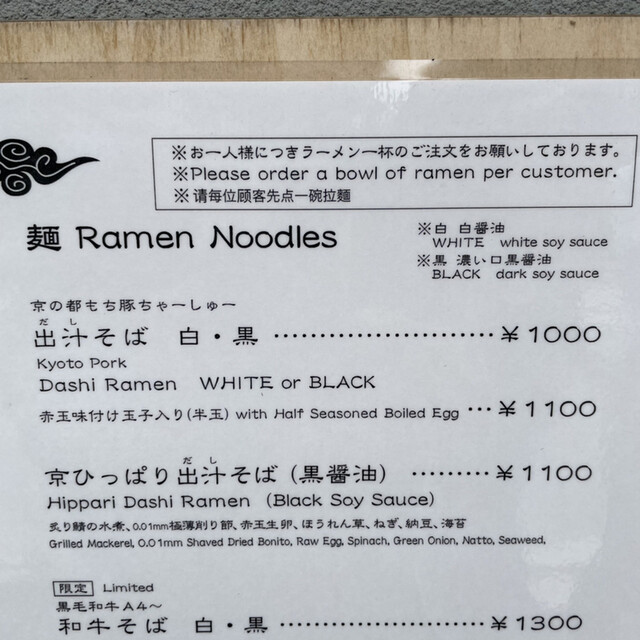 ※お一人様につきラーメン一杯のご注文をお願いしております。
※Please order a bowl of ramen per customer.
※请每位顾客先点一碗拉麺
麺 Ramen Noodles
※白 白醤油
WHITE white soy sauce
※黒 濃い口黒醤油
BLACK dark soy sauce
京の都もち豚ちゃーしゅー
だし
出汁そば 白・黒 ……………………… ¥1000
Kyoto Pork
Dashi Ramen WHITE or BLACK
赤玉味付け玉子入り(半玉) with Half Seasoned Boiled Egg … ¥1100
だし
京ひっぱり出汁そば (黒醤油) ……… ¥1100
Hippari Dashi Ramen (Black Soy Sauce)
炙り鯖の水煮、0.01mm極薄削り節、赤玉生卵、ほうれん草、ねぎ、納豆、海苔
Grilled Mackerel, 0.01mm Shaved Dried Bonito, Raw Egg, Spinach, Green Onion, Natto, Seaweed,
限定 Limited
黒毛和牛A4〜
和牛そば 白・黒 ……………………… ¥1300